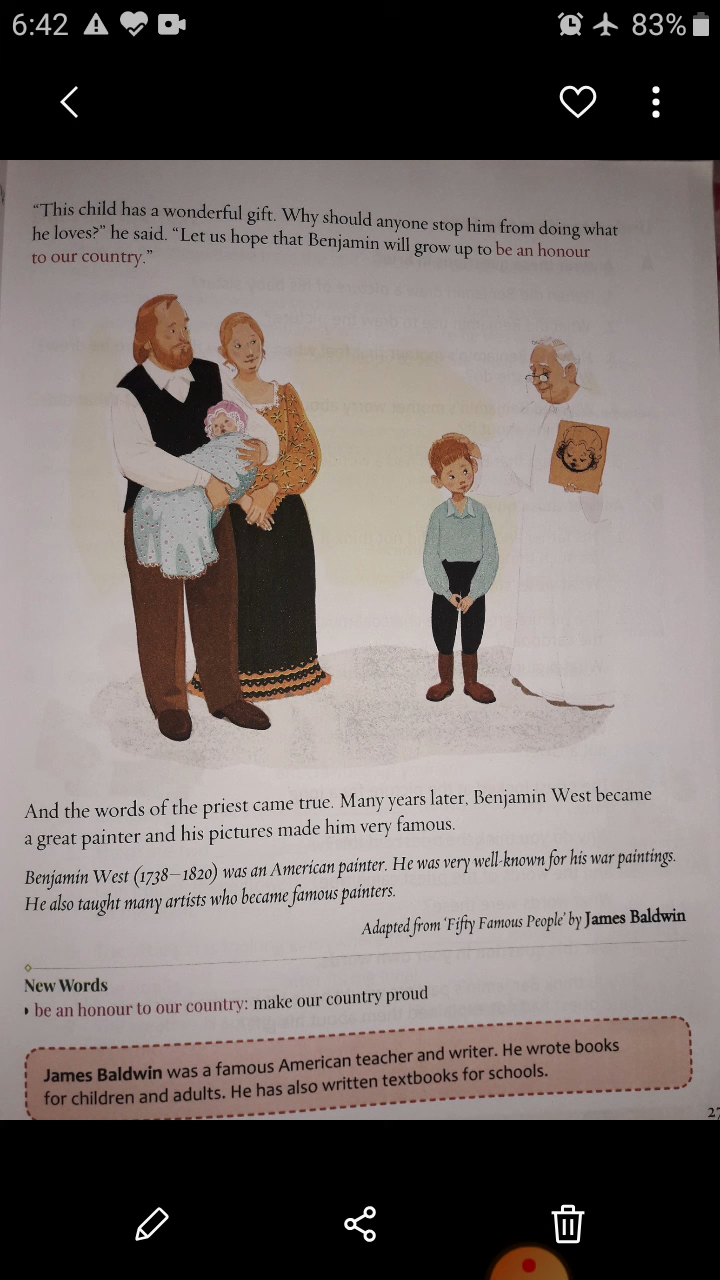 6:42
83%
“This child has a wonderful gift. Why should anyone stop him from doing what
he loves?” he said. “Let us hope that Benjamin will grow up to be an honour
to our country.”
And the words of the priest came true. Many years later, Benjamin West became
a great painter and his pictures made him very famous.
Benjamin West (1738—1820) was an American painter. He was very well-known for his war paintings.
He also taught many artists who became famous painters.
Adapted from ‘Fifty Famous People’ by James Baldwin
New Words
be an honour to our country: make our country proud
James Baldwin was a famous American teacher and writer. He wrote books
for children and adults. He has also written textbooks for schools.
27